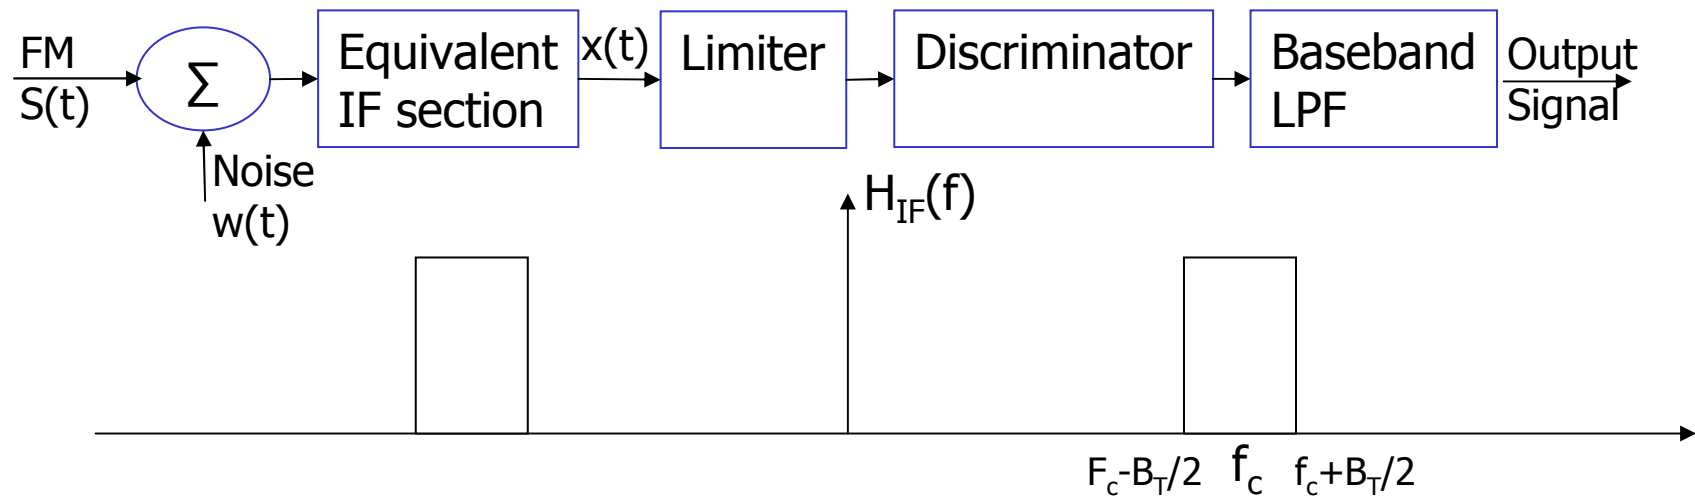 FM
S(t)
∑
Noise
w(t)
Equivalent
IF section
x(t)
Limiter
Discriminator
Baseband
LPF
Output
Signal
H_IF(f)
F_c-B_T/2
f_c
f_c+B_T/2